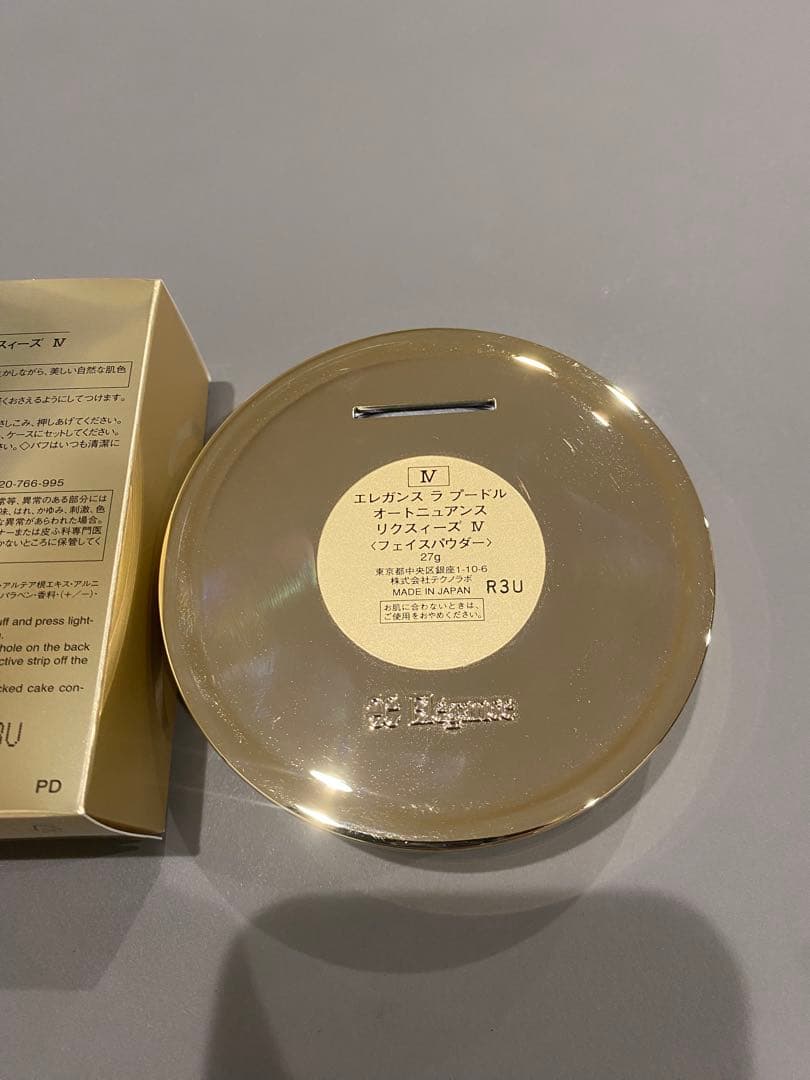 スィーズ Ⅳ
かしながら、美しい自然な肌色
くおさえるようにしてつけます。
さしこみ、押しあげてください。
、ケースにセットしてください。
さい。◇パフはいつも清潔に
20-766-995
常等、異常のある部分には
味、はれ、かゆみ、刺激、色
な異常があらわれた場合。
ナーまたは皮ふ科専門医
かないところに保管してく
・アルテア根エキス・アルニ
パラベン・香料・(+/−)・
uff and press light-
hole on the back
ctive strip off the
cked cake con-
3U
PD
Ⅳ
エレガンス ラ プードル
オートニュアンス
リクスィーズ Ⅳ
〈フェイスパウダー〉
27g
東京都中央区銀座1-10-6
株式会社テクノラボ
MADE IN JAPAN R3U
お肌に合わないときは、
ご使用をおやめください。
Elégance